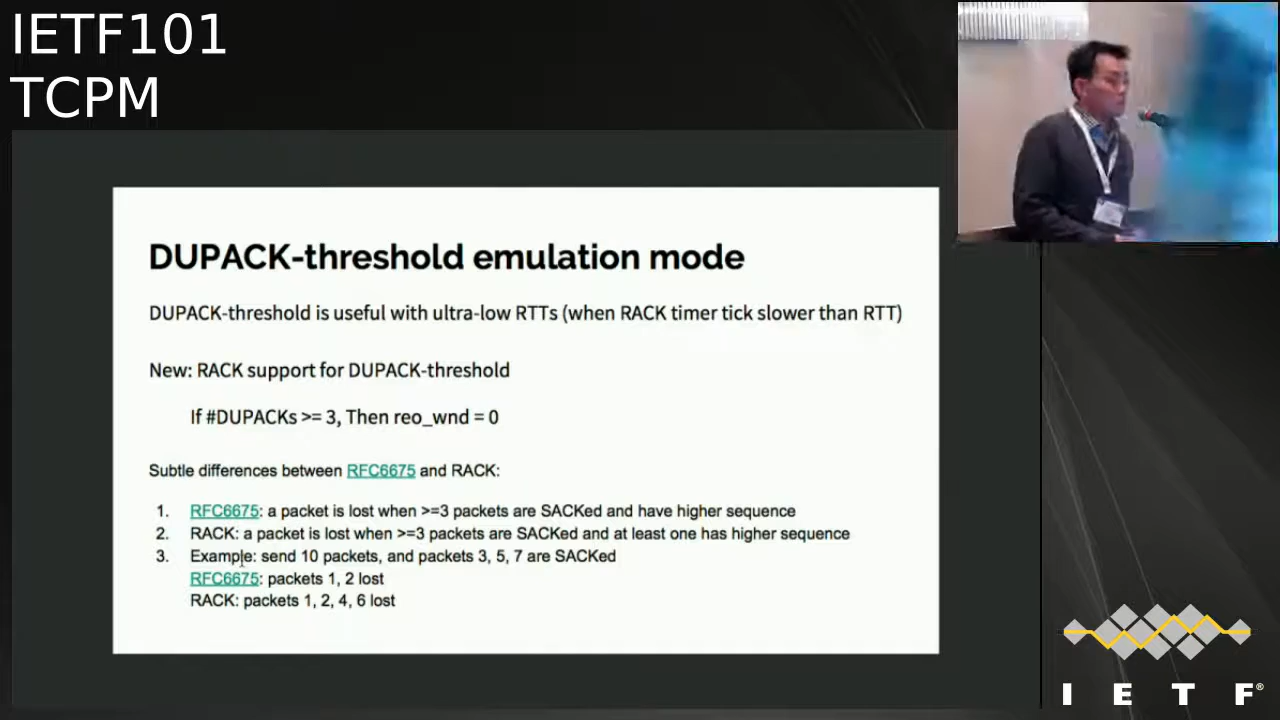 IETF101
TCPM
DUPACK-threshold emulation mode
DUPACK-threshold is useful with ultra-low RTTs (when RACK timer tick slower than RTT)
New: RACK support for DUPACK-threshold
If #DUPACKs >= 3, Then reo_wnd = 0
Subtle differences between RFC6675 and RACK:
1. RFC6675: a packet is lost when >=3 packets are SACKed and have higher sequence
2. RACK: a packet is lost when >=3 packets are SACKed and at least one has higher sequence
3. Example: send 10 packets, and packets 3, 5, 7 are SACKed
RFC6675: packets 1, 2 lost
RACK: packets 1, 2, 4, 6 lost
I E T F®